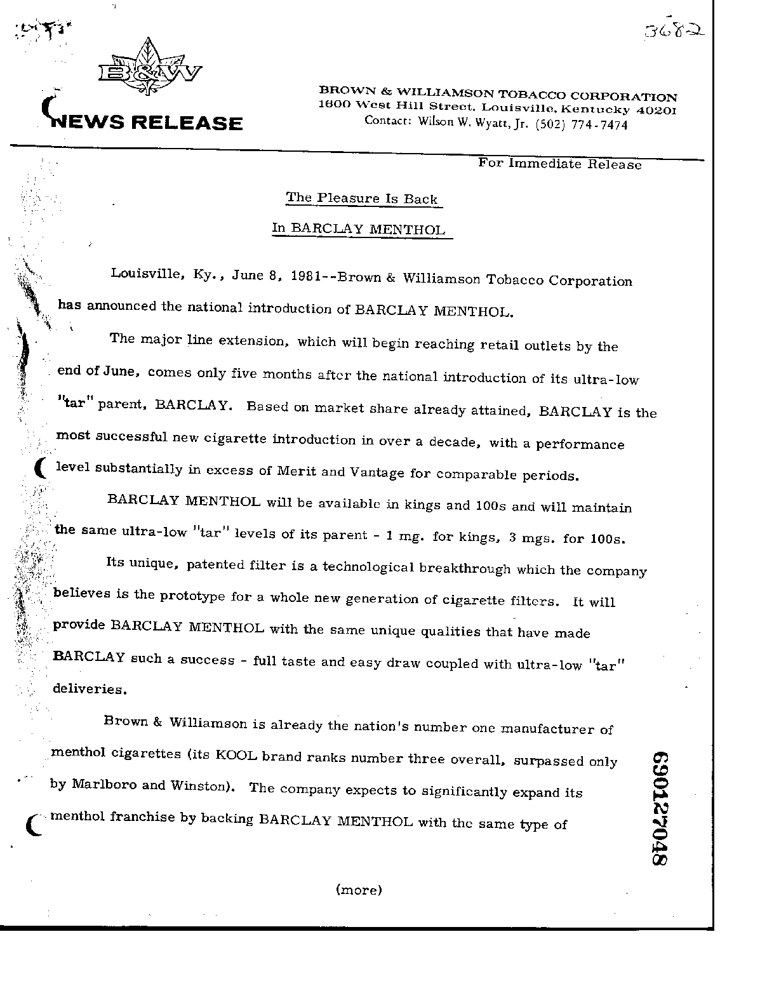 3682
B&W
BROWN & WILLIAMSON TOBACCO CORPORATION
1600 West Hill Street, Louisville, Kentucky 40201
Contact: Wilson W. Wyatt, Jr. (502) 774-7474
NEWS RELEASE
For Immediate Release
The Pleasure Is Back
In BARCLAY MENTHOL
Louisville, Ky., June 8, 1981--Brown & Williamson Tobacco Corporation
has announced the national introduction of BARCLAY MENTHOL.
The major line extension, which will begin reaching retail outlets by the
end of June, comes only five months after the national introduction of its ultra-low
"tar" parent, BARCLAY. Based on market share already attained, BARCLAY is the
most successful new cigarette introduction in over a decade, with a performance
level substantially in excess of Merit and Vantage for comparable periods.
BARCLAY MENTHOL will be available in kings and 100s and will maintain
the same ultra-low "tar" levels of its parent - 1 mg. for kings, 3 mgs. for 100s.
Its unique, patented filter is a technological breakthrough which the company
believes is the prototype for a whole new generation of cigarette filters. It will
provide BARCLAY MENTHOL with the same unique qualities that have made
BARCLAY such a success - full taste and easy draw coupled with ultra-low "tar"
deliveries.
Brown & Williamson is already the nation's number one manufacturer of
menthol cigarettes (its KOOL brand ranks number three overall, surpassed only
by Marlboro and Winston). The company expects to significantly expand its
menthol franchise by backing BARCLAY MENTHOL with the same type of
(more)
690127048